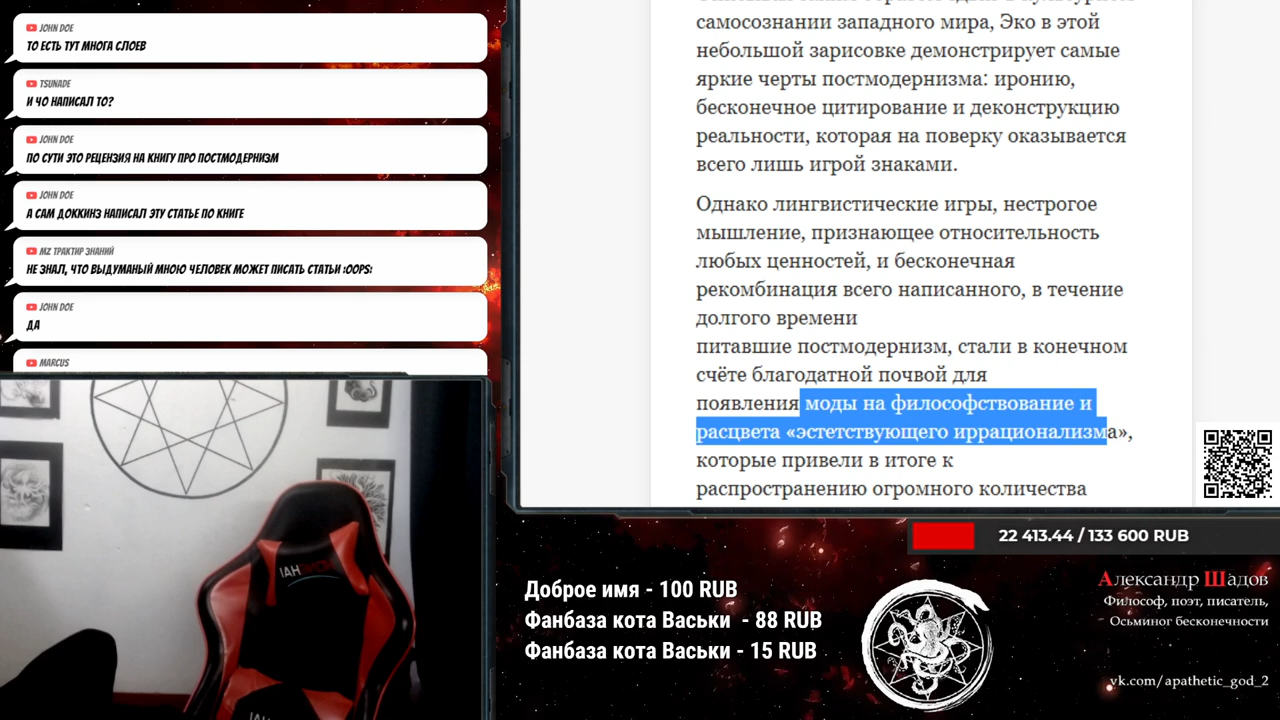 JOHN DOE
ТО ЕСТЬ ТУТ МНОГА СЛОЕВ
TSUNADE
И ЧО НАПИСАЛ ТО?
JOHN DOE
ПО СУТИ ЭТО РЕЦЕНЗИЯ НА КНИГУ ПРО ПОСТМОДЕРНИЗМ
JOHN DOE
А САМ ДОККИНЗ НАПИСАЛ ЭТУ СТАТЬЕ ПО КНИГЕ
MZ ТРАКТИР ЗНАНИЙ
НЕ ЗНАЛ, ЧТО ВЫДУМАНЫЙ МНОЮ ЧЕЛОВЕК МОЖЕТ ПИСАТЬ СТАТЬИ :OOPS:
JOHN DOE
ДА
MARCUS
самосознании западного мира, Эко в этой
небольшой зарисовке демонстрирует самые
яркие черты постмодернизма: иронию,
бесконечное цитирование и деконструкцию
реальности, которая на поверку оказывается
всего лишь игрой знаками.
Однако лингвистические игры, нестрогое
мышление, признающее относительность
любых ценностей, и бесконечная
рекомбинация всего написанного, в течение
долгого времени
питавшие постмодернизм, стали в конечном
счёте благодатной почвой для
появления моды на философствование и
расцвета «эстетствующего иррационализма»,
которые привели в итоге к
распространению огромного количества
22 413.44 / 133 600 RUB
Доброе имя - 100 RUB
Фанбаза кота Васьки - 88 RUB
Фанбаза кота Васьки - 15 RUB
Александр Шадов
Философ, поэт, писатель,
Осьминог бесконечности
vk.com/apathetic_god_2